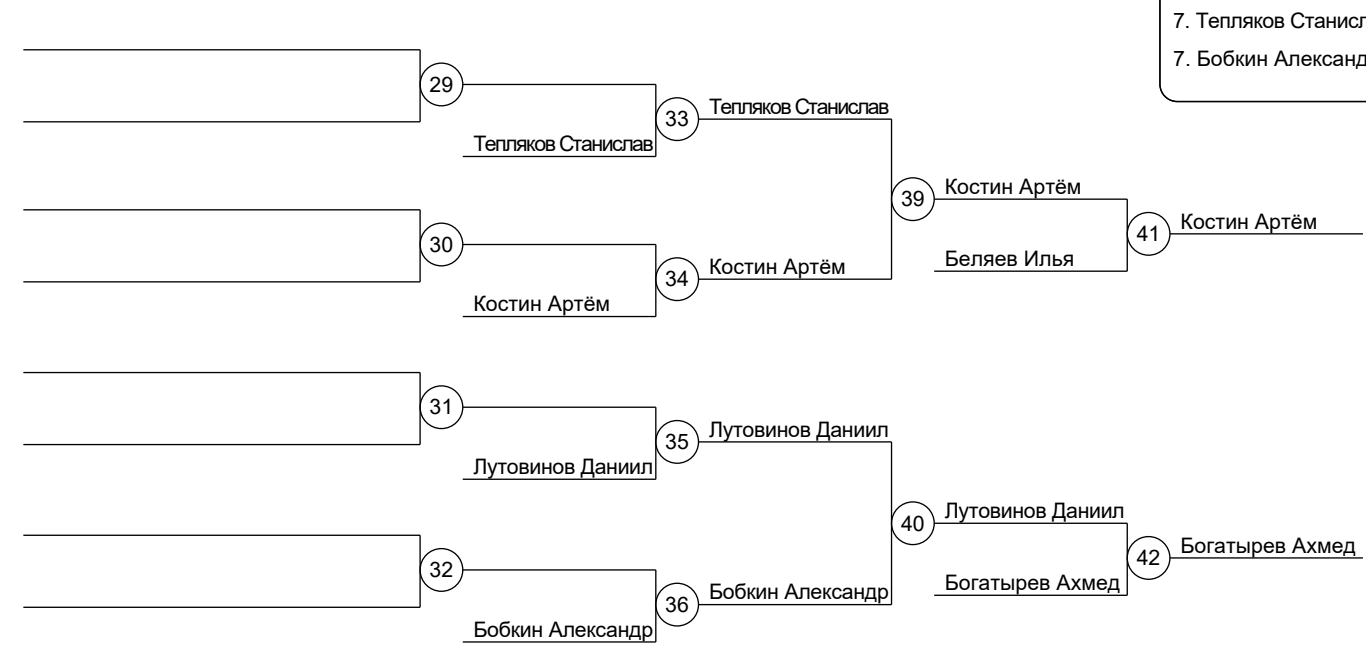 7. Тепляков Станисл
7. Бобкин Александ
29
33
Тепляков Станислав
Тепляков Станислав
39
Костин Артём
30
41
Костин Артём
34
Костин Артём
Беляев Илья
Костин Артём
31
35
Лутовинов Даниил
Лутовинов Даниил
40
Лутовинов Даниил
32
42
Богатырев Ахмед
36
Бобкин Александр
Богатырев Ахмед
Бобкин Александр